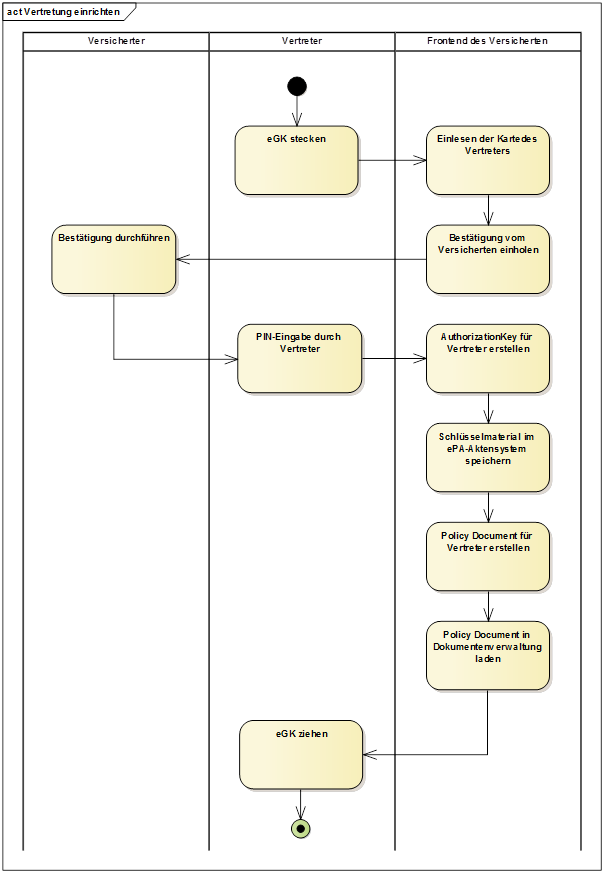 act Vertretung einrichten
Versicherter
Vertreter
Frontend des Versicherten
eGK stecken
Einlesen der Kartedes
Vertreters
Bestätigung durchführen
Bestätigung vom
Versicherten einholen
PIN-Eingabe durch
Vertreter
AuthorizationKey für
Vertreter erstellen
Schlüsselmaterial im
ePA-Aktensystem
speichern
Policy Document für
Vertreter erstellen
Policy Document in
Dokumentenverwaltung
laden
eGK ziehen